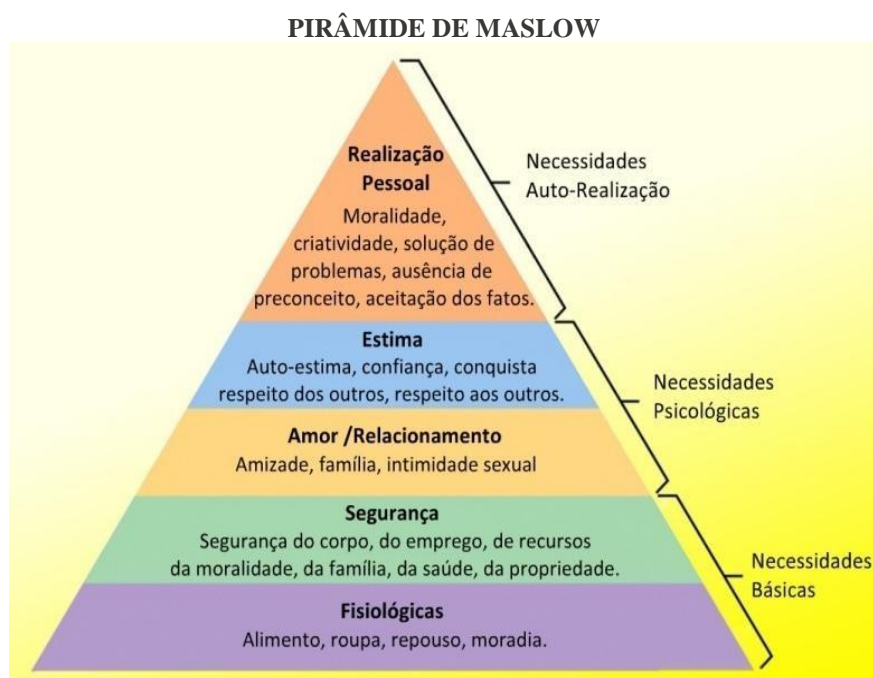 PIRÂMIDE DE MASLOW
Realização
Pessoal
Moralidade,
criatividade, solução de
problemas, ausência de
preconceito, aceitação dos fatos.
Necessidades
Auto-Realização
Estima
Auto-estima, confiança, conquista
respeito dos outros, respeito aos outros.
Necessidades
Psicológicas
Amor /Relacionamento
Amizade, família, intimidade sexual
Segurança
Segurança do corpo, do emprego, de recursos
da moralidade, da família, da saúde, da propriedade.
Necessidades
Básicas
Fisiológicas
Alimento, roupa, repouso, moradia.